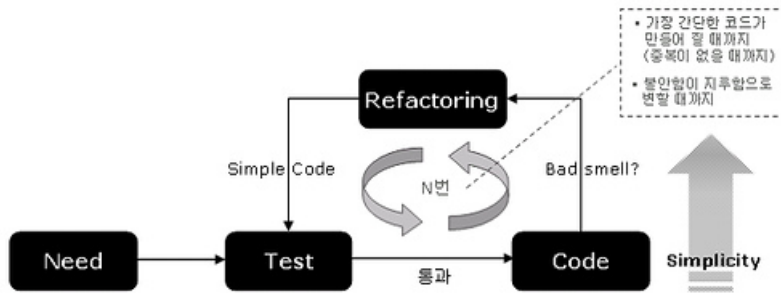 • 가장 간단한 코드가
만들어 질 때까지
(중복이 없을 때까지)
• 불안함이 지루함으로
변할 때까지
Refactoring
Simple Code
N번
Bad smell?
Need
Test
통과
Code
Simplicity